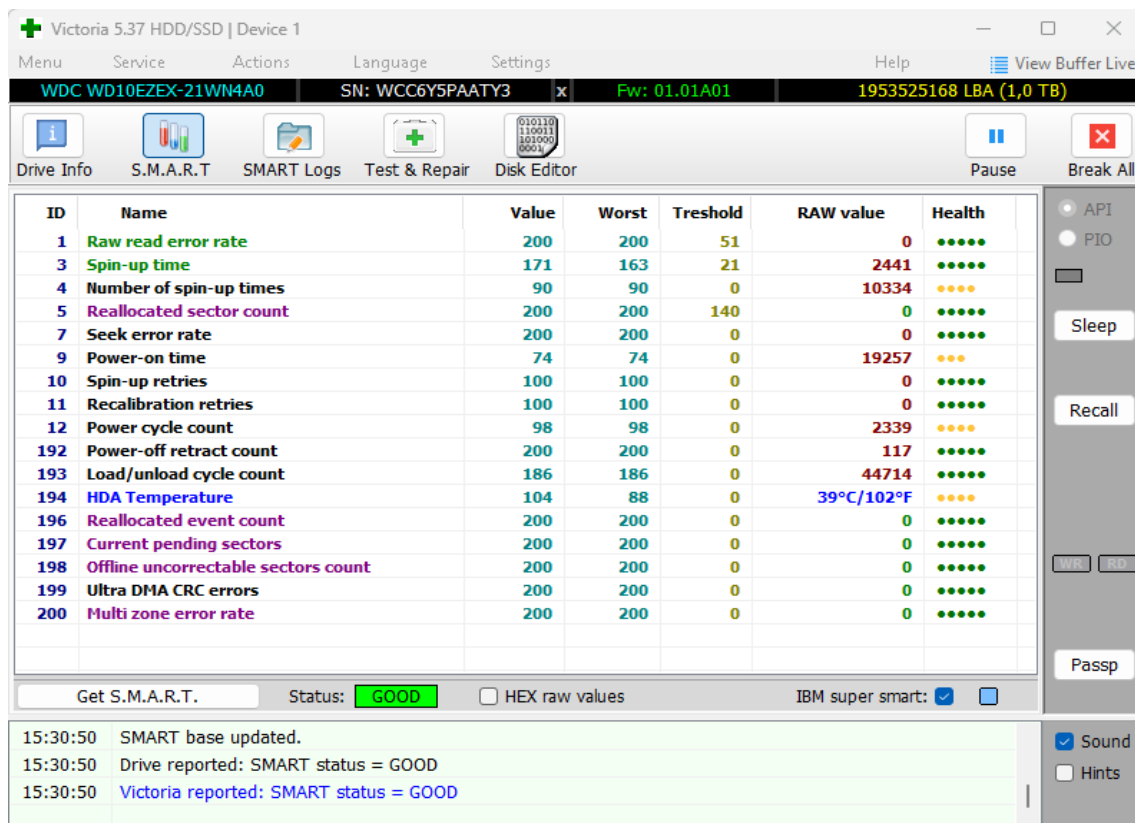 Victoria 5.37 HDD/SSD | Device 1
Menu Service Actions Language Settings Help View Buffer Live
WDC WD10EZEX-21WN4A0 SN: WCC6Y5PAATY3 x Fw: 01.01A01 1953525168 LBA (1,0 TB)
Drive Info S.M.A.R.T SMART Logs Test & Repair Disk Editor Pause Break All
ID Name Value Worst Treshold RAW value Health
1 Raw read error rate 200 200 51 0
3 Spin-up time 171 163 21 2441
4 Number of spin-up times 90 90 0 10334
5 Reallocated sector count 200 200 140 0
7 Seek error rate 200 200 0 0
9 Power-on time 74 74 0 19257
10 Spin-up retries 100 100 0 0
11 Recalibration retries 100 100 0 0
12 Power cycle count 98 98 0 2339
192 Power-off retract count 200 200 0 117
193 Load/unload cycle count 186 186 0 44714
194 HDA Temperature 104 88 0 39°C/102°F
196 Reallocated event count 200 200 0 0
197 Current pending sectors 200 200 0 0
198 Offline uncorrectable sectors count 200 200 0 0
199 Ultra DMA CRC errors 200 200 0 0
200 Multi zone error rate 200 200 0 0
API
PIO
Sleep
Recall
WR RD
Passp
Get S.M.A.R.T. Status: GOOD HEX raw values IBM super smart:
15:30:50 SMART base updated.
15:30:50 Drive reported: SMART status = GOOD
15:30:50 Victoria reported: SMART status = GOOD
Sound
Hints